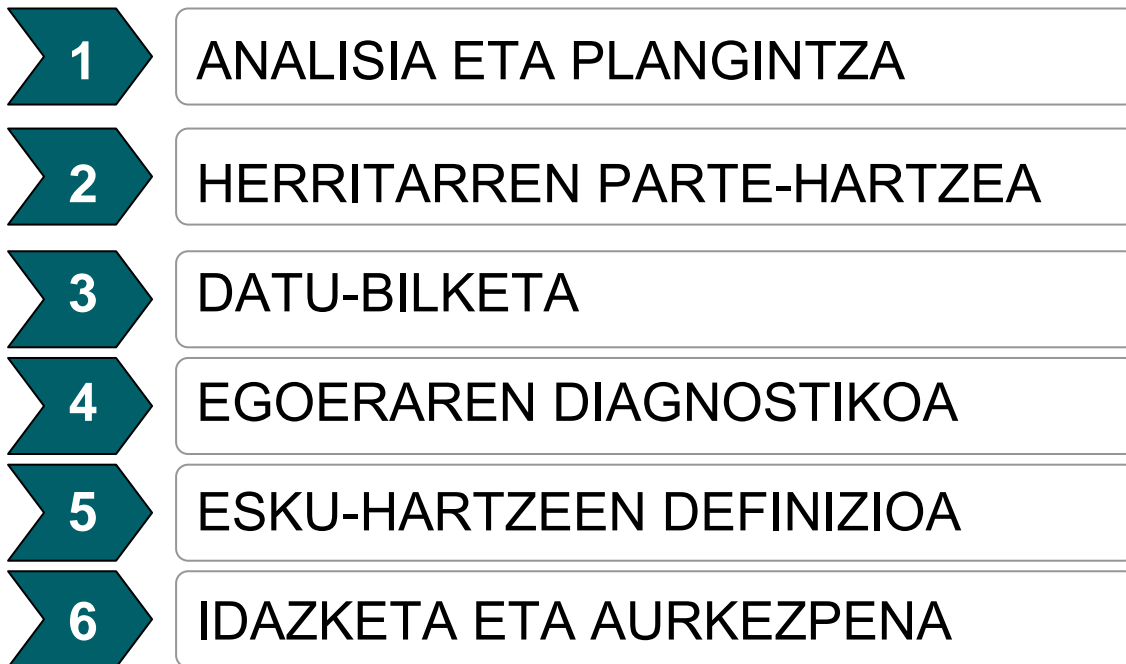 1 ANALISIA ETA PLANGINTZA
2 HERRITARREN PARTE-HARTZEA
3 DATU-BILKETA
4 EGOERAREN DIAGNOSTIKOA
5 ESKU-HARTZEEN DEFINIZIOA
6 IDAZKETA ETA AURKEZPENA